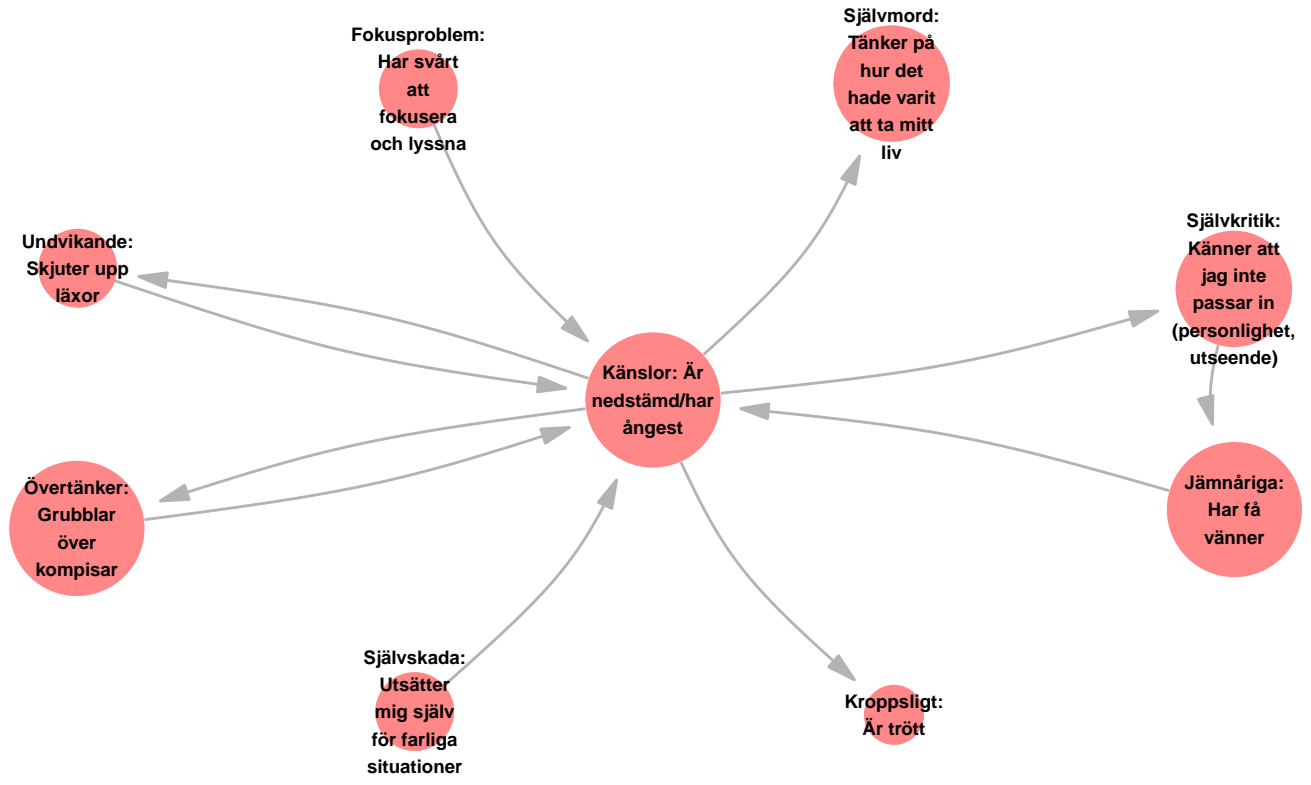 Fokusproblem:
Har svårt
att
fokusera
och lyssna
Självmord:
Tänker på
hur det
hade varit
att ta mitt
liv
Undvikande:
Skjuter upp
läxor
Självkritik:
Känner att
jag inte
passar in
(personlighet,
utseende)
Känslor: Är
nedstämd/har
ångest
Övertänker:
Grubblar
över
kompisar
Jämnåriga:
Har få
vänner
Självskada:
Utsätter
mig själv
för farliga
situationer
Kroppsligt:
Är trött